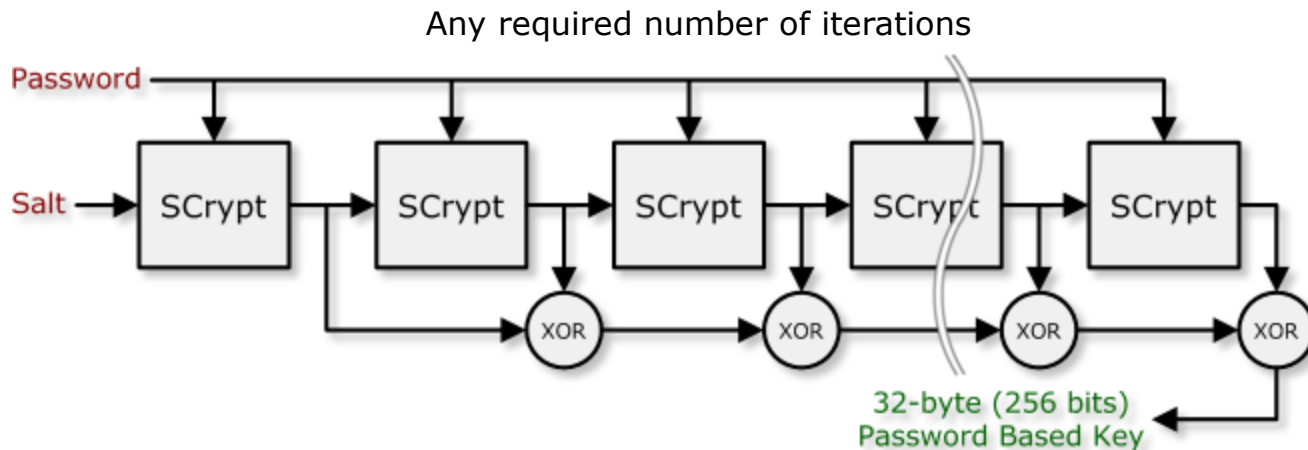 Any required number of iterations
Password
Salt
SCrypt
SCrypt
SCrypt
SCrypt
SCrypt
XOR
XOR
XOR
XOR
32-byte (256 bits)
Password Based Key